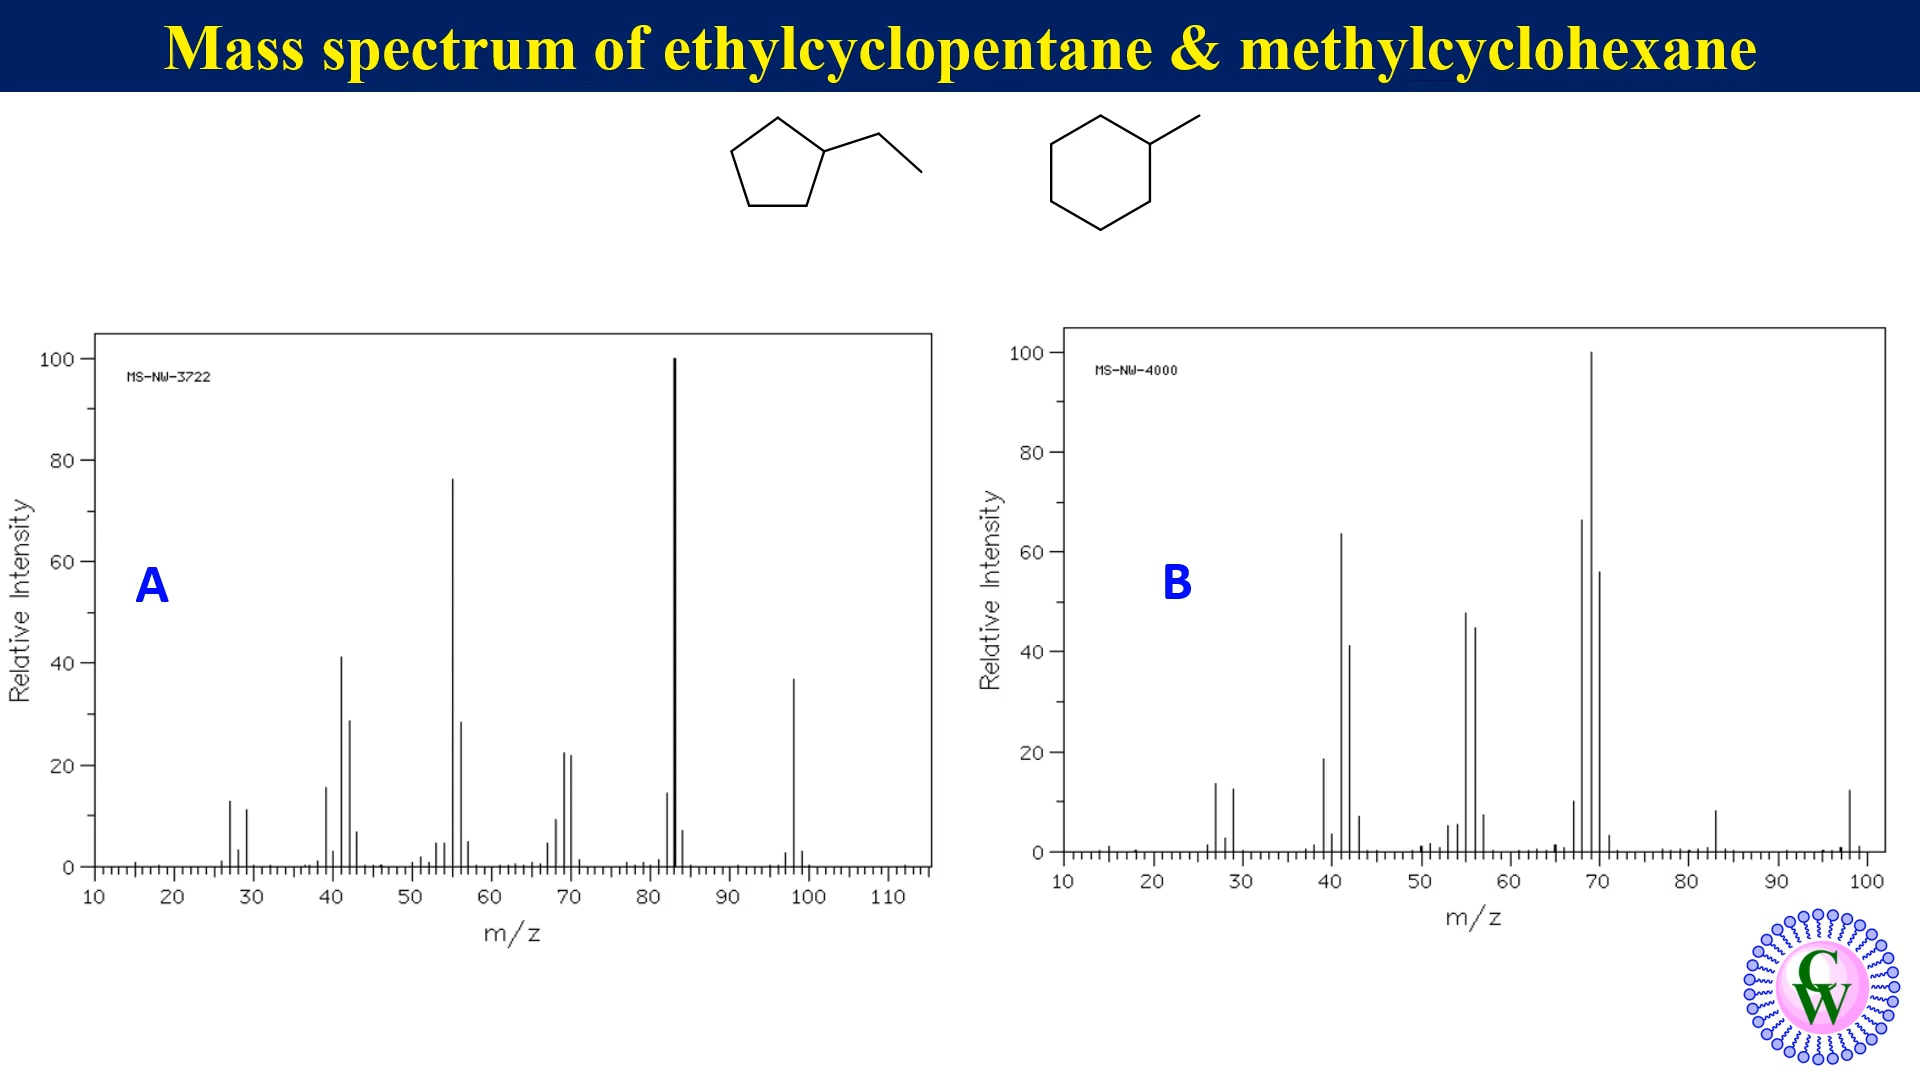 Mass spectrum of ethylcyclopentane & methylcyclohexane
MS-NW-3722
A
Relative Intensity
100
80
60
40
20
0
10 20 30 40 50 60 70 80 90 100 110
m/z
MS-NW-4000
B
Relative Intensity
100
80
60
40
20
0
10 20 30 40 50 60 70 80 90 100
m/z
CW